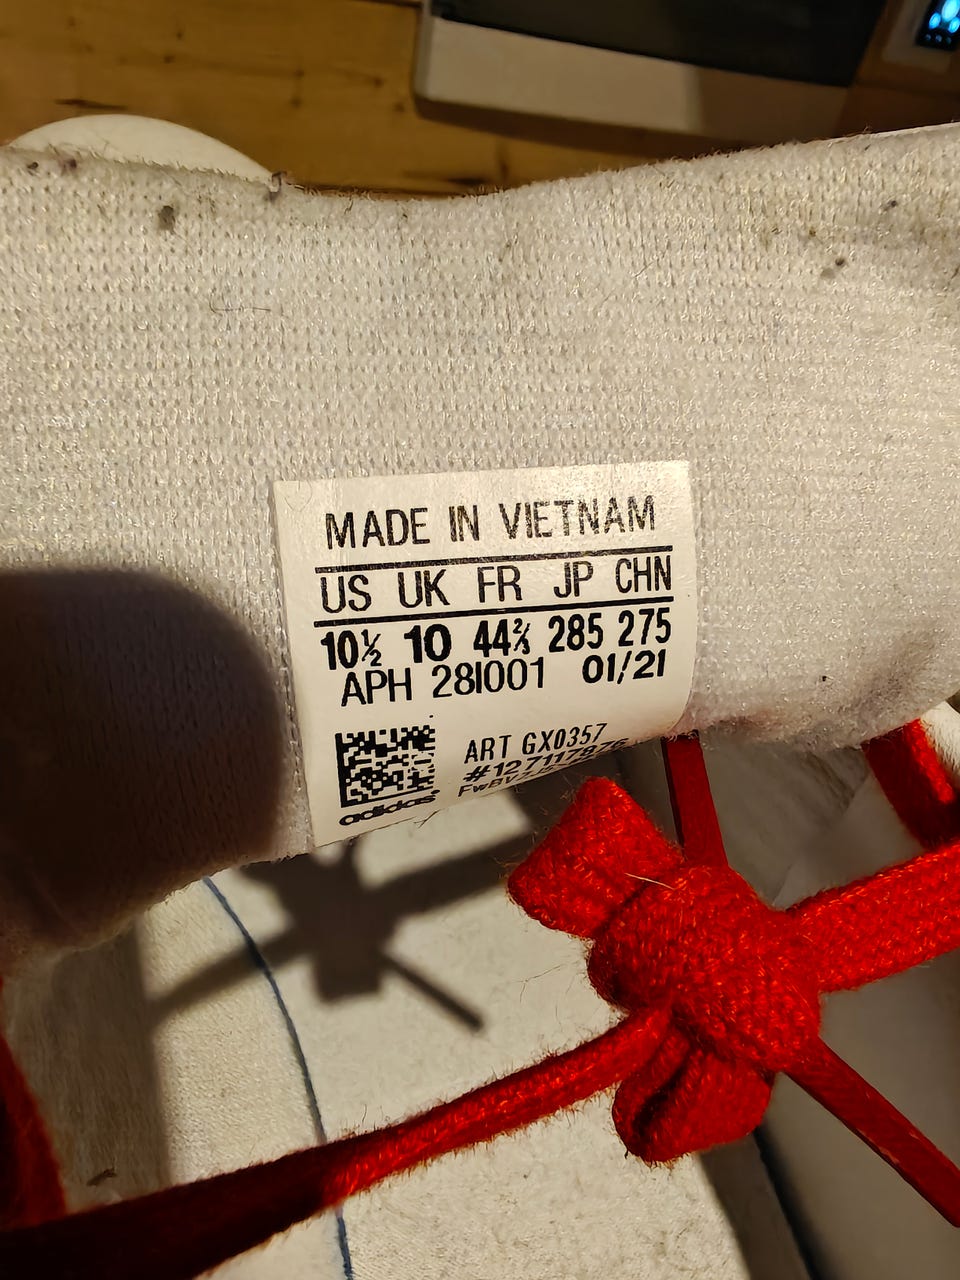 MADE IN VIETNAM
US UK FR JP CHN
10½ 10 44⅔ 285 275
APH 28I001 01/21
ART GX0357
adidas